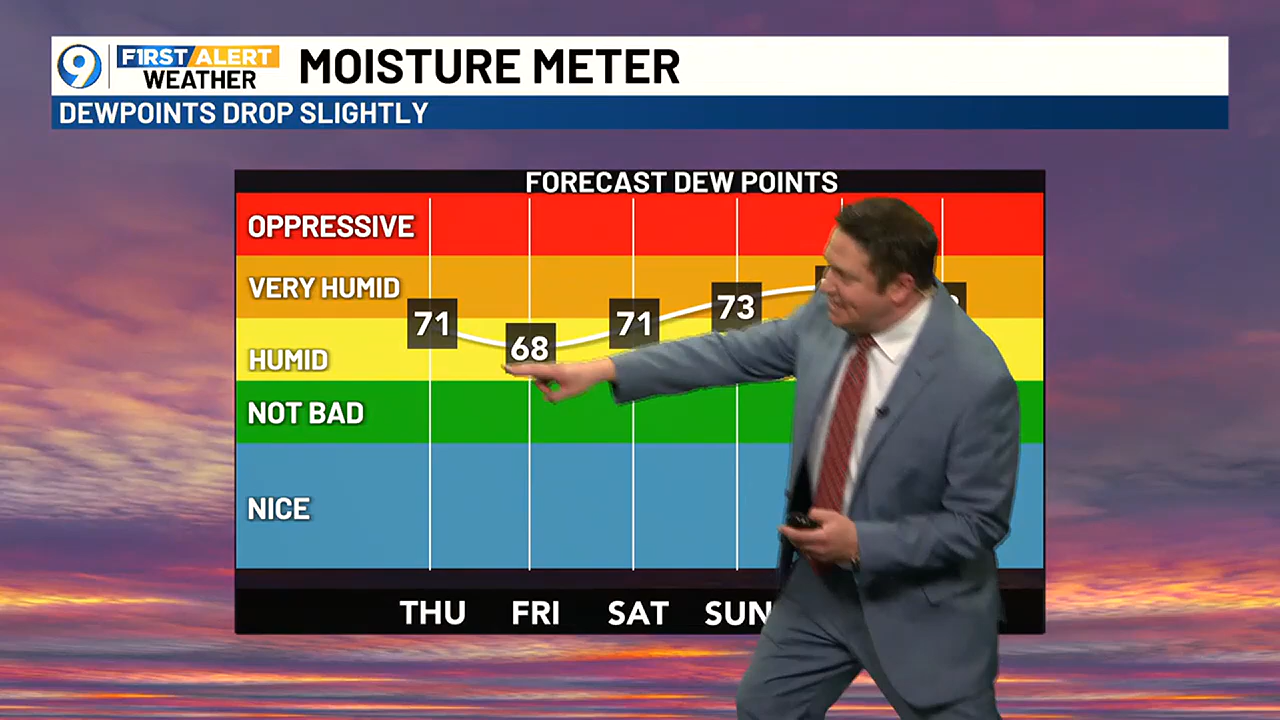 9 FIRST ALERT WEATHER MOISTURE METER
DEWPOINTS DROP SLIGHTLY
FORECAST DEW POINTS
OPPRESSIVE
VERY HUMID
71 68 71 73
HUMID
NOT BAD
NICE
THU FRI SAT SUN